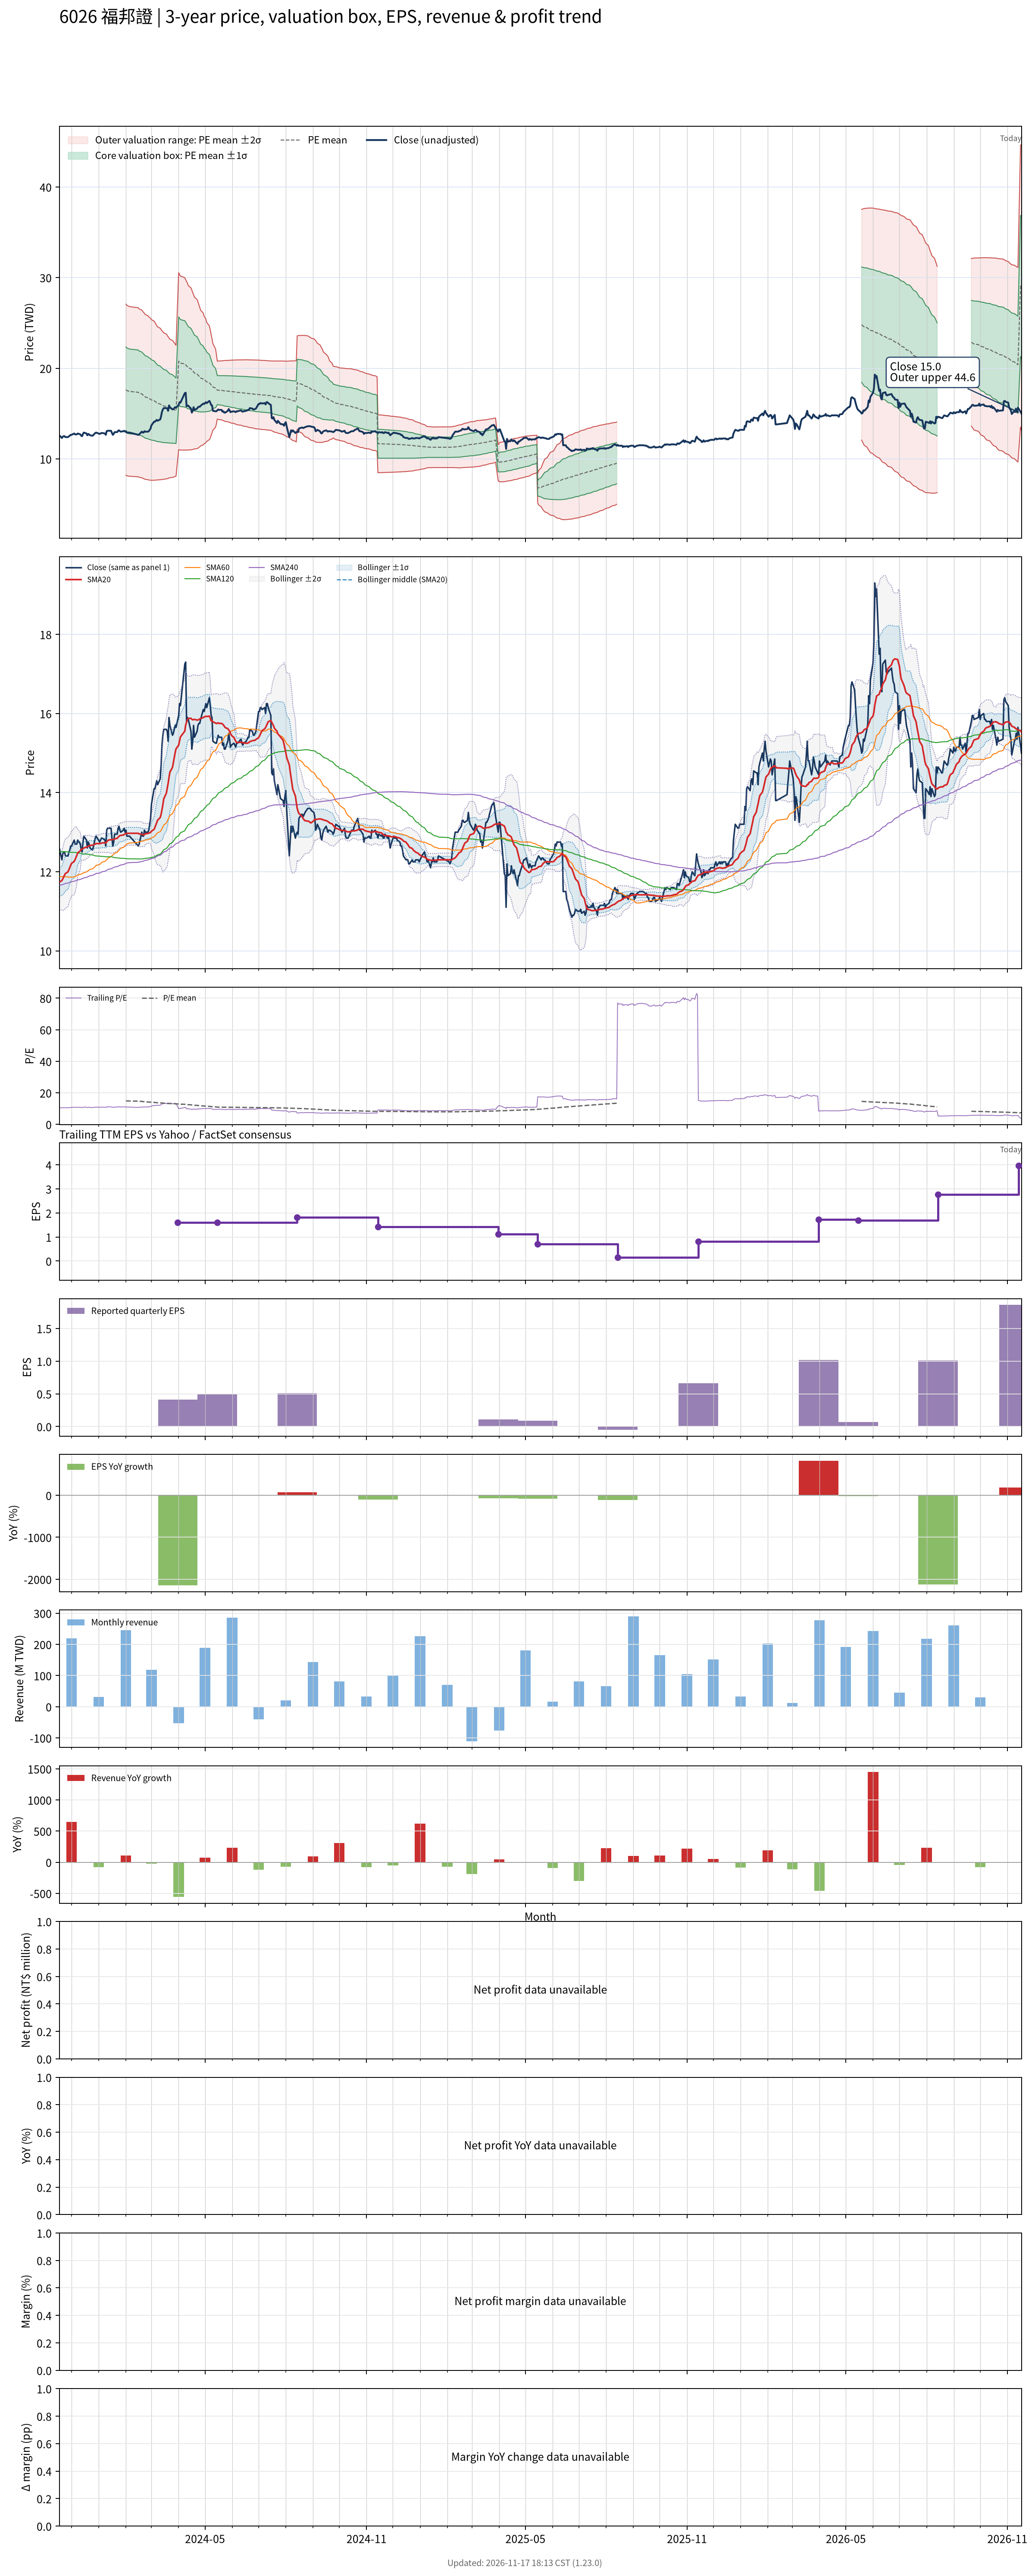 6026 福邦證 | 3-year price, valuation box, EPS, revenue & profit trend
Outer valuation range: PE mean ±2σ
PE mean
Close (unadjusted)
Core valuation box: PE mean ±1σ
Today
40
30
20
10
Price (TWD)
Close 15.0
Outer upper 44.6
Close (same as panel 1)
SMA20
SMA60
SMA120
SMA240
Bollinger ±2σ
Bollinger ±1σ
Bollinger middle (SMA20)
18
16
14
12
10
Price
Trailing P/E
P/E mean
80
60
40
20
0
P/E
Trailing TTM EPS vs Yahoo / FactSet consensus
Today
4
3
2
1
0
EPS
Reported quarterly EPS
1.5
1.0
0.5
0.0
EPS
EPS YoY growth
0
-1000
-2000
YoY (%)
Monthly revenue
300
200
100
0
-100
Revenue (M TWD)
Revenue YoY growth
1500
1000
500
0
-500
YoY (%)
Month
1.0
0.8
0.6
0.4
0.2
0.0
Net profit (NT$ million)
Net profit data unavailable
1.0
0.8
0.6
0.4
0.2
0.0
YoY (%)
Net profit YoY data unavailable
1.0
0.8
0.6
0.4
0.2
0.0
Margin (%)
Net profit margin data unavailable
1.0
0.8
0.6
0.4
0.2
0.0
Δ margin (pp)
Margin YoY change data unavailable
2024-05
2024-11
2025-05
2025-11
2026-05
2026-11
Updated: 2026-11-17 18:13 CST (1.23.0)